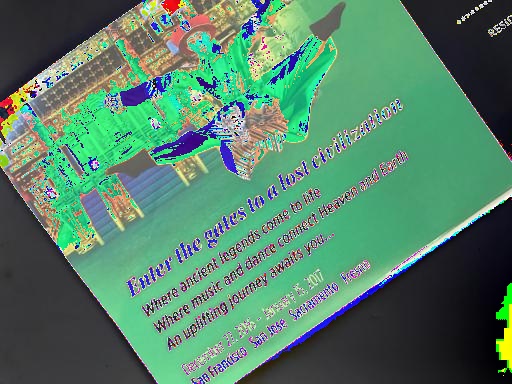 Enter the gates to a lost civilization
Where ancient legends come to life
Where music and dance connect Heaven and Earth
An uplifting journey awaits you...
San Francisco San Jose Sacramento Fresno